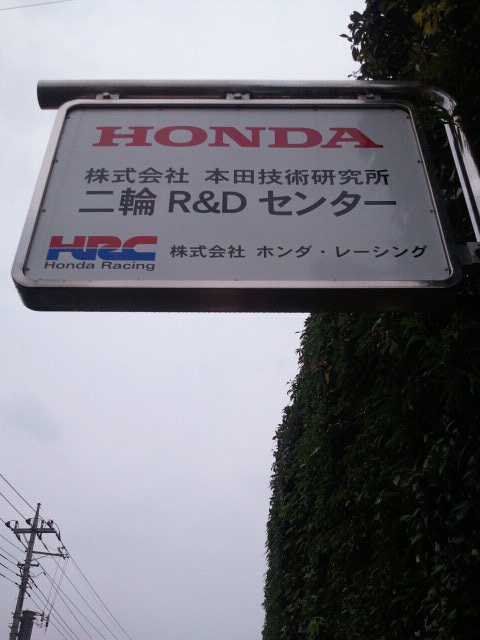 HONDA
株式会社 本田技術研究所
二輪 R&D センター
HRC 株式会社 ホンダ・レーシング
Honda Racing